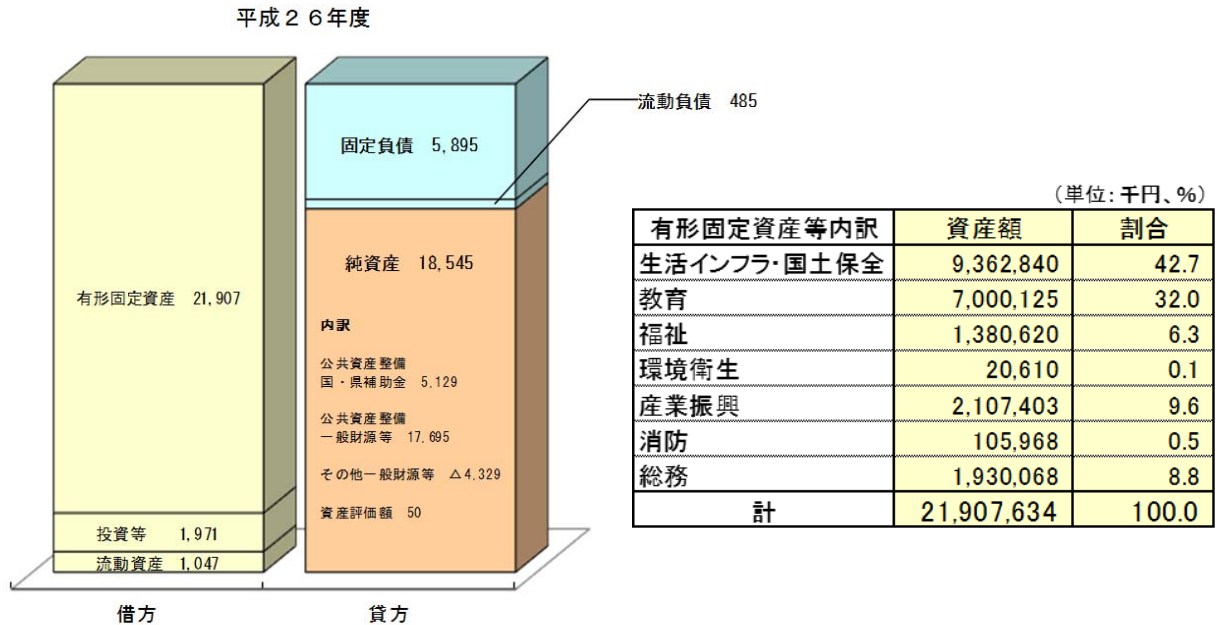 平成２６年度
有形固定資産 21,907
投資等 1,971
流動資産 1,047
借方
固定負債 5,895
流動負債 485
純資産 18,545
内訳
公共資産整備
国・県補助金 5,129
公共資産整備
一般財源等 17,695
その他一般財源等 △4,329
資産評価額 50
貸方
（単位：千円、％）
有形固定資産等内訳 資産額 割合
生活インフラ・国土保全 9,362,840 42.7
教育 7,000,125 32.0
福祉 1,380,620 6.3
環境衛生 20,610 0.1
産業振興 2,107,403 9.6
消防 105,968 0.5
総務 1,930,068 8.8
計 21,907,634 100.0